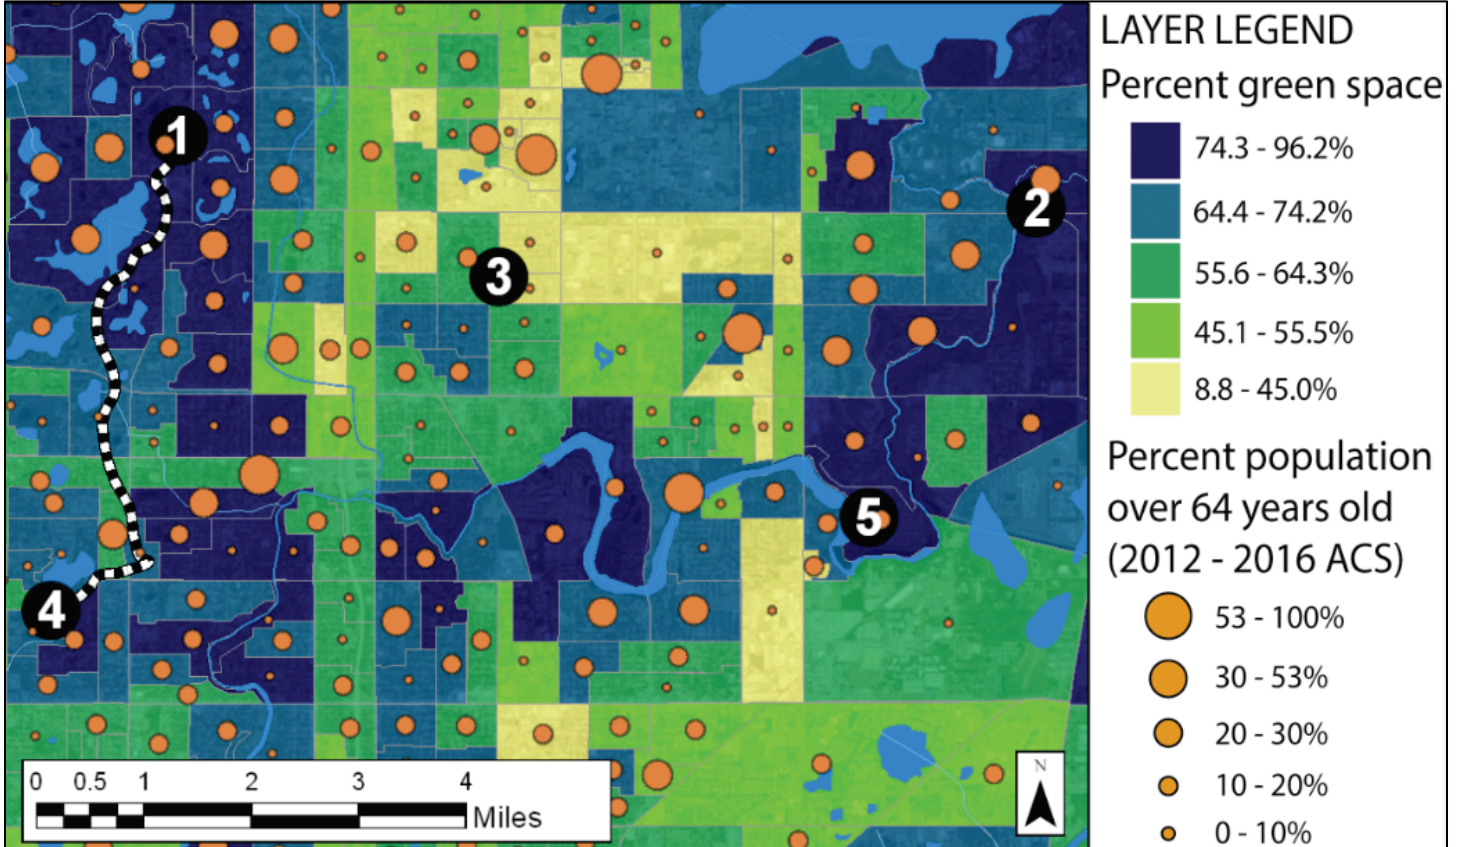 1
2
3
4
5
0 0.5 1 2 3 4
Miles
N
LAYER LEGEND
Percent green space
74.3 - 96.2%
64.4 - 74.2%
55.6 - 64.3%
45.1 - 55.5%
8.8 - 45.0%
Percent population
over 64 years old
(2012 - 2016 ACS)
53 - 100%
30 - 53%
20 - 30%
10 - 20%
0 - 10%